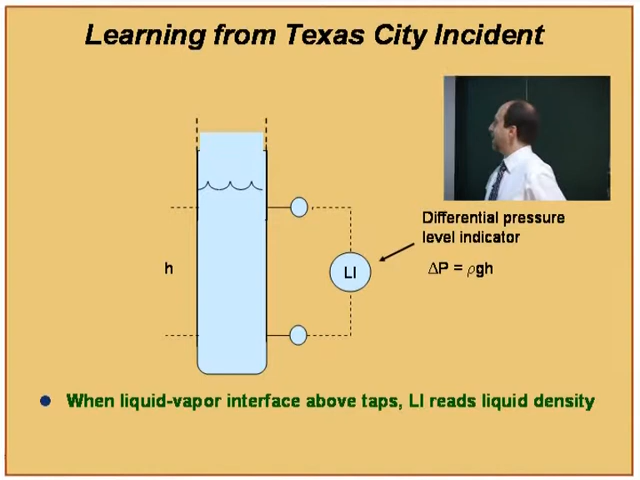 Learning from Texas City Incident
Differential pressure
level indicator
h
LI
ΔP = ρgh
When liquid-vapor interface above taps, LI reads liquid density